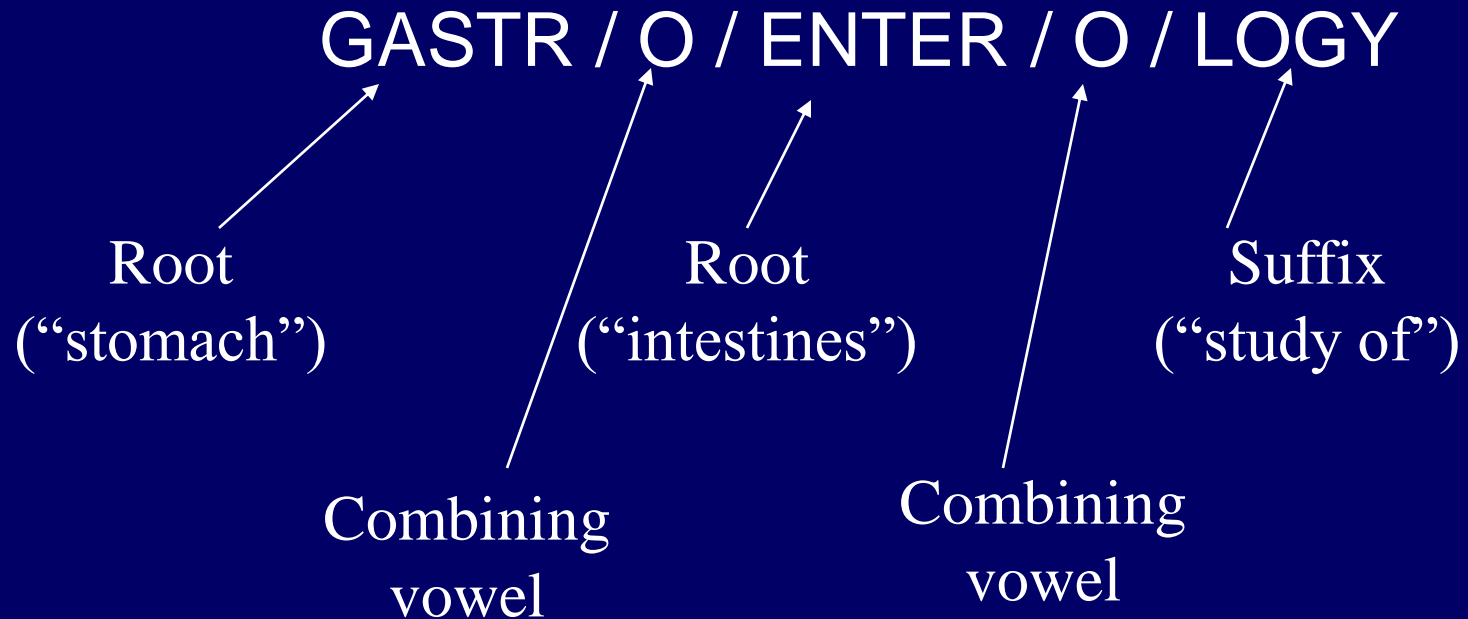 GASTR / O / ENTER / O / LOGY
Root
(“stomach”)
Root
(“intestines”)
Suffix
(“study of”)
Combining
vowel
Combining
vowel